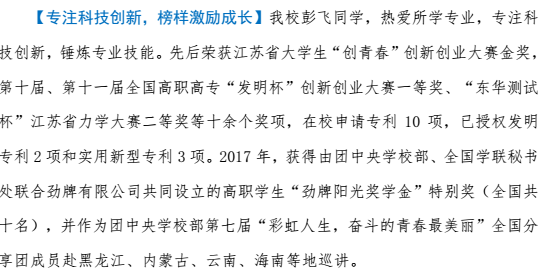 【专注科技创新，榜样激励成长】我校彭飞同学，热爱所学专业，专注科
技创新，锤炼专业技能。先后荣获江苏省大学生“创青春”创新创业大赛金奖，
第十届、第十一届全国高职高专“发明杯”创新创业大赛一等奖、“东华测试
杯”江苏省力学大赛二等奖等十余个奖项，在校申请专利 10 项，已授权发明
专利 2 项和实用新型专利 3 项。2017 年，获得由团中央学校部、全国学联秘书
处联合劲牌有限公司共同设立的高职学生“劲牌阳光奖学金”特别奖（全国共
十名），并作为团中央学校部第七届“彩虹人生，奋斗的青春最美丽”全国分
享团成员赴黑龙江、内蒙古、云南、海南等地巡讲。